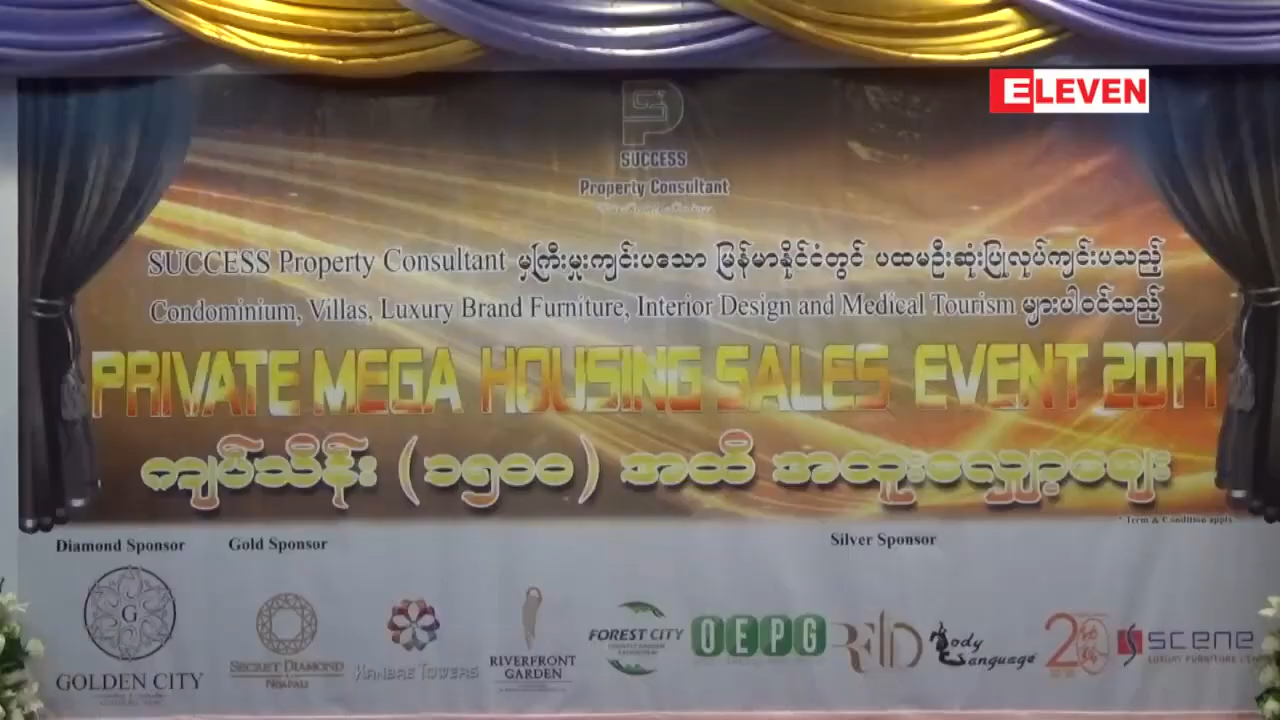 ELEVEN
SUCCESS
Property Consultant
SUCCESS Property Consultant မှကြီးမှူးကျင်းပသော မြန်မာနိုင်ငံတွင် ပထမဦးဆုံးပြုလုပ်ကျင်းပသည့်
Condominium, Villas, Luxury Brand Furniture, Interior Design and Medical Tourism များပါဝင်သည့်
PRIVATE MEGA HOUSING SALES EVENT 2017
ကျပ်သိန်း (၁၅၀၀) အထိ အထူးလျှော့ဈေး
* Term & Condition apply
Diamond Sponsor Gold Sponsor Silver Sponsor
G
GOLDEN CITY
SECRET DIAMOND
NGAPALI
KANBAE TOWERS
RIVERFRONT
GARDEN
FOREST CITY
OEPG
Body
Language
20
SCENE
LUXURY FURNITURE